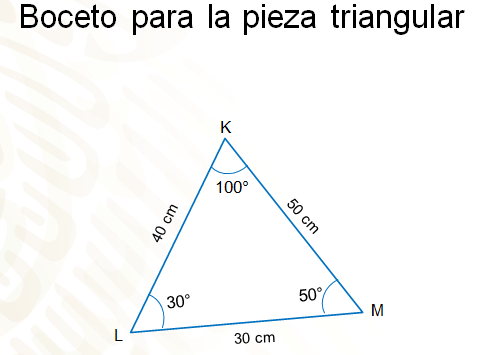 Boceto para la pieza triangular
K
100°
40 cm
50 cm
30°
50°
L
M
30 cm